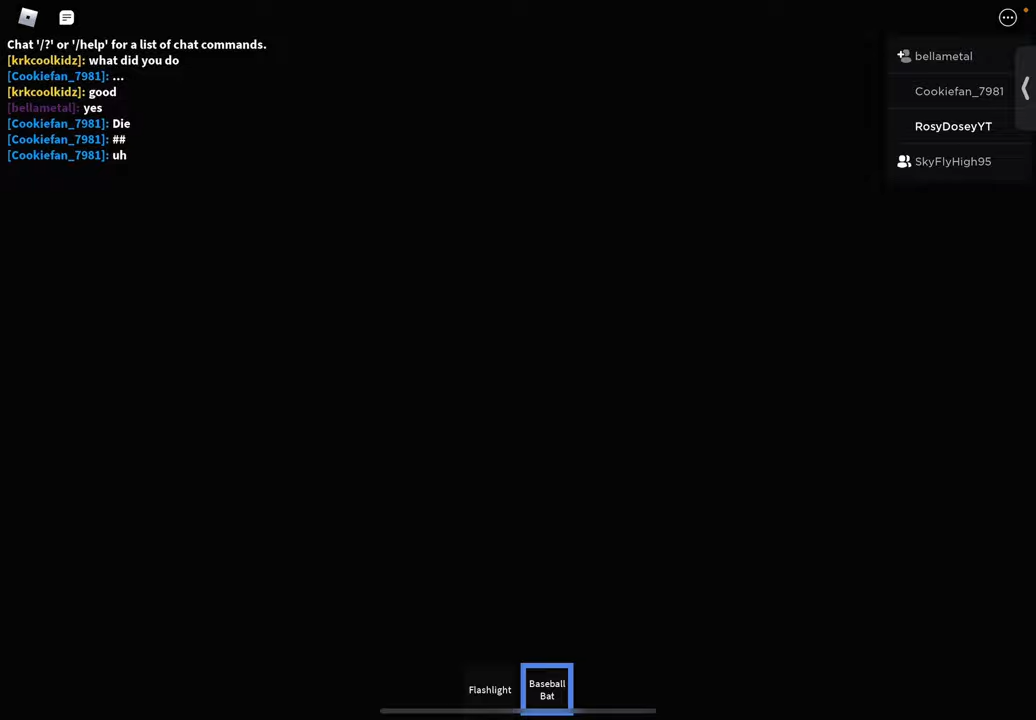 Chat '/?' or '/help' for a list of chat commands.
[krkcoolkidz]: what did you do
[Cookiefan_7981]: ...
[krkcoolkidz]: good
[bellametal]: yes
[Cookiefan_7981]: Die
[Cookiefan_7981]: ##
[Cookiefan_7981]: uh
bellametal
Cookiefan_7981
RosyDoseyYT
SkyFlyHigh95
Flashlight
Baseball
Bat